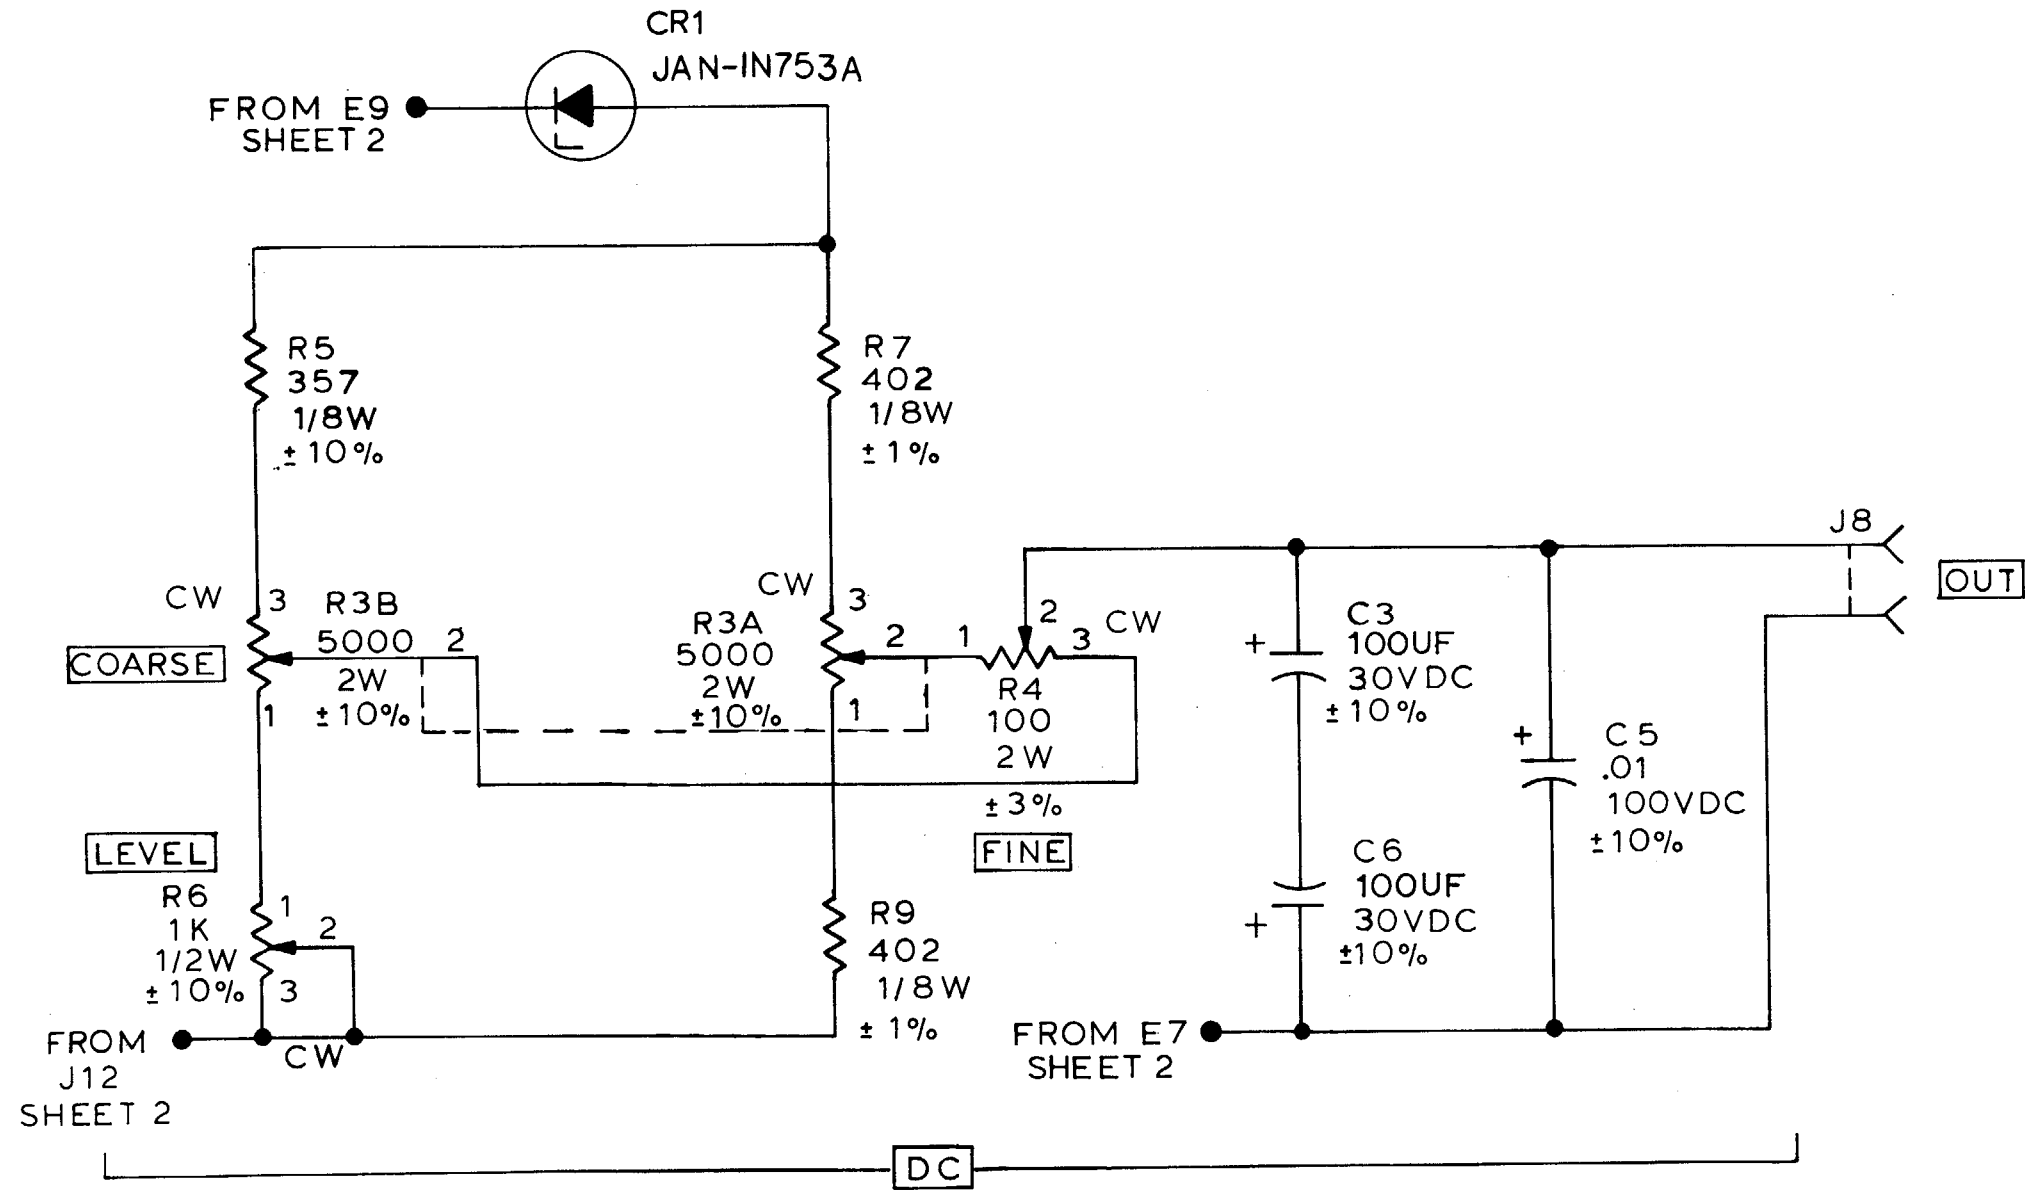 CR1
JAN-IN753A
FROM E9
SHEET 2
R5
357
1/8W
±10%
R7
402
1/8W
±1%
J8
OUT
CW
3
R3B
5000
2
2W
±10%
1
COARSE
CW
3
R3A
5000
2W
±10%
2
1
1
2
3
CW
R4
100
2W
±3%
FINE
C3
100UF
30VDC
±10%
+
C5
.01
100VDC
±10%
+
C6
100UF
30VDC
±10%
+
LEVEL
R6
1K
1/2W
±10%
1
2
3
CW
R9
402
1/8W
±1%
FROM
J12
SHEET 2
FROM E7
SHEET 2
DC